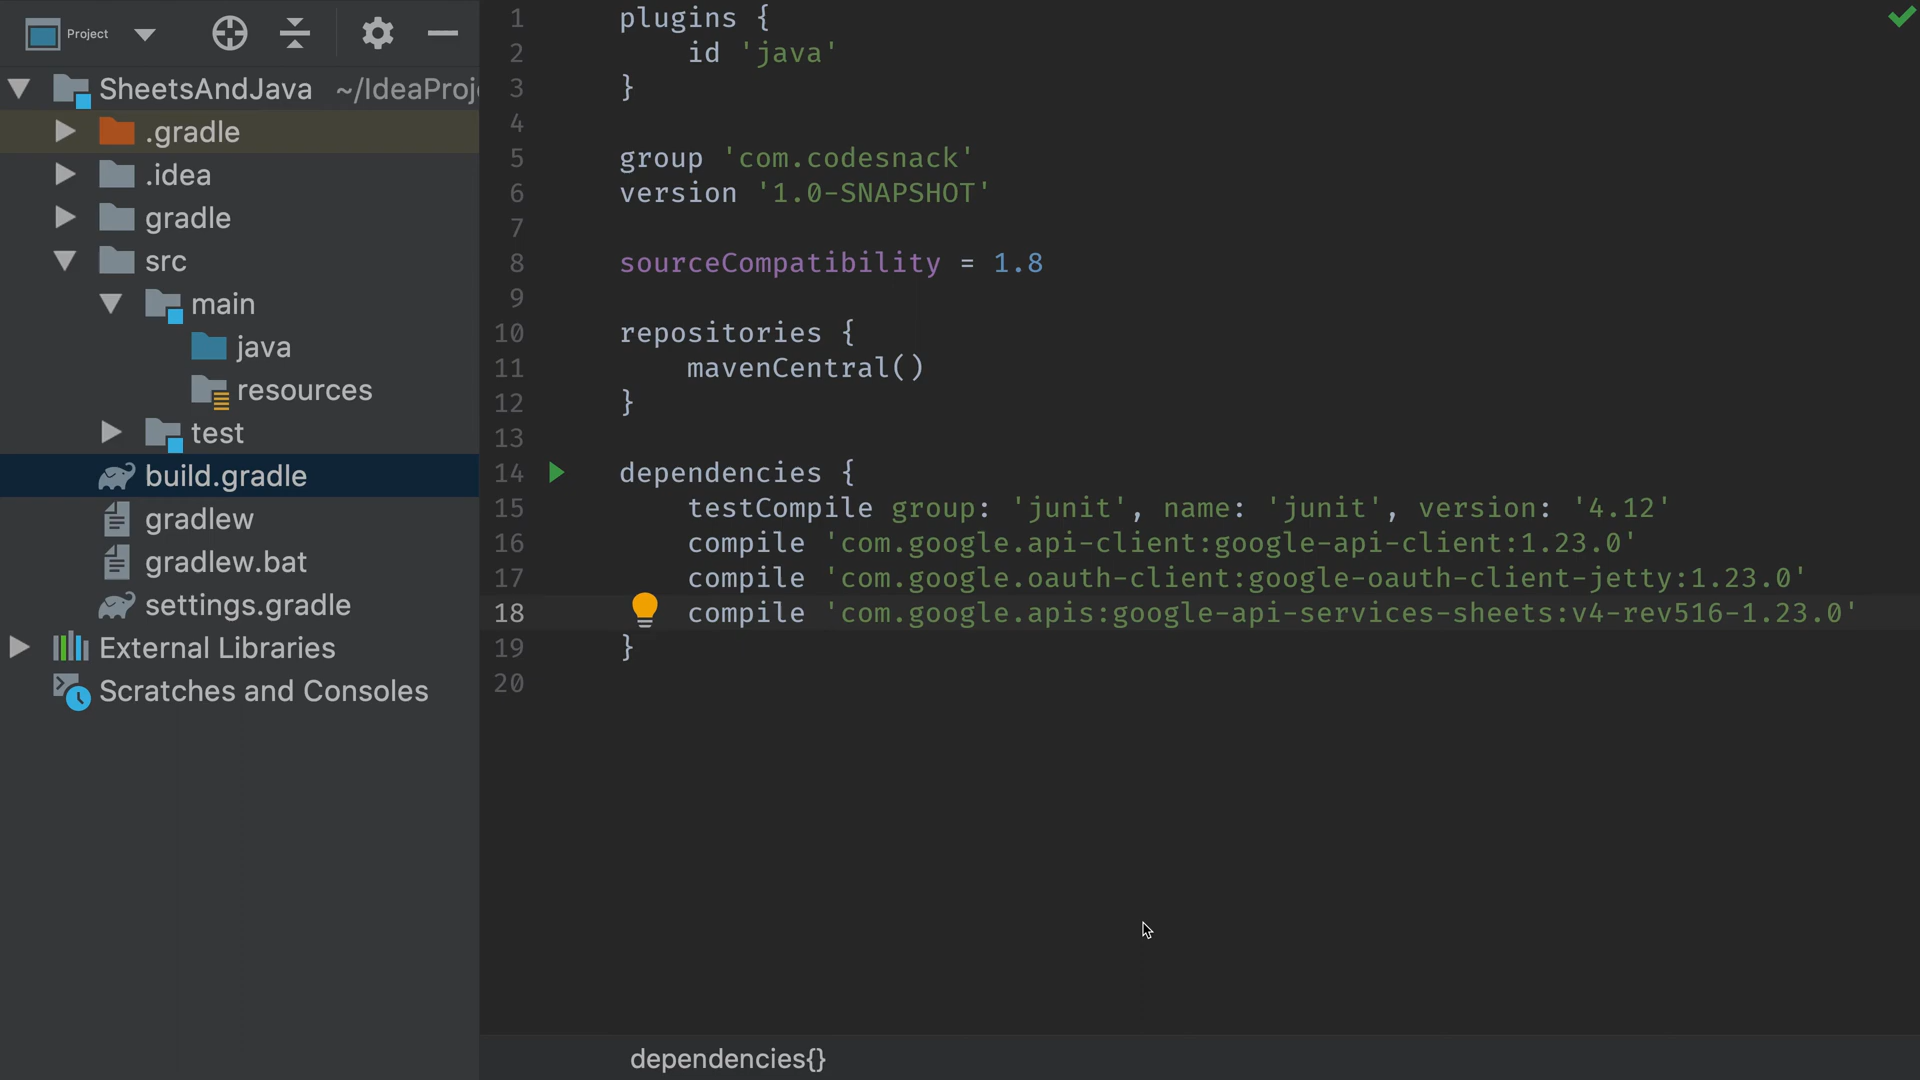 Project
SheetsAndJava ~/IdeaProj
.gradle
.idea
gradle
src
main
java
resources
test
build.gradle
gradlew
gradlew.bat
settings.gradle
External Libraries
Scratches and Consoles
1 plugins {
2 id 'java'
3 }
4
5 group 'com.codesnack'
6 version '1.0-SNAPSHOT'
7
8 sourceCompatibility = 1.8
9
10 repositories {
11 mavenCentral()
12 }
13
14 dependencies {
15 testCompile group: 'junit', name: 'junit', version: '4.12'
16 compile 'com.google.api-client:google-api-client:1.23.0'
17 compile 'com.google.oauth-client:google-oauth-client-jetty:1.23.0'
18 compile 'com.google.apis:google-api-services-sheets:v4-rev516-1.23.0'
19 }
20
dependencies{}